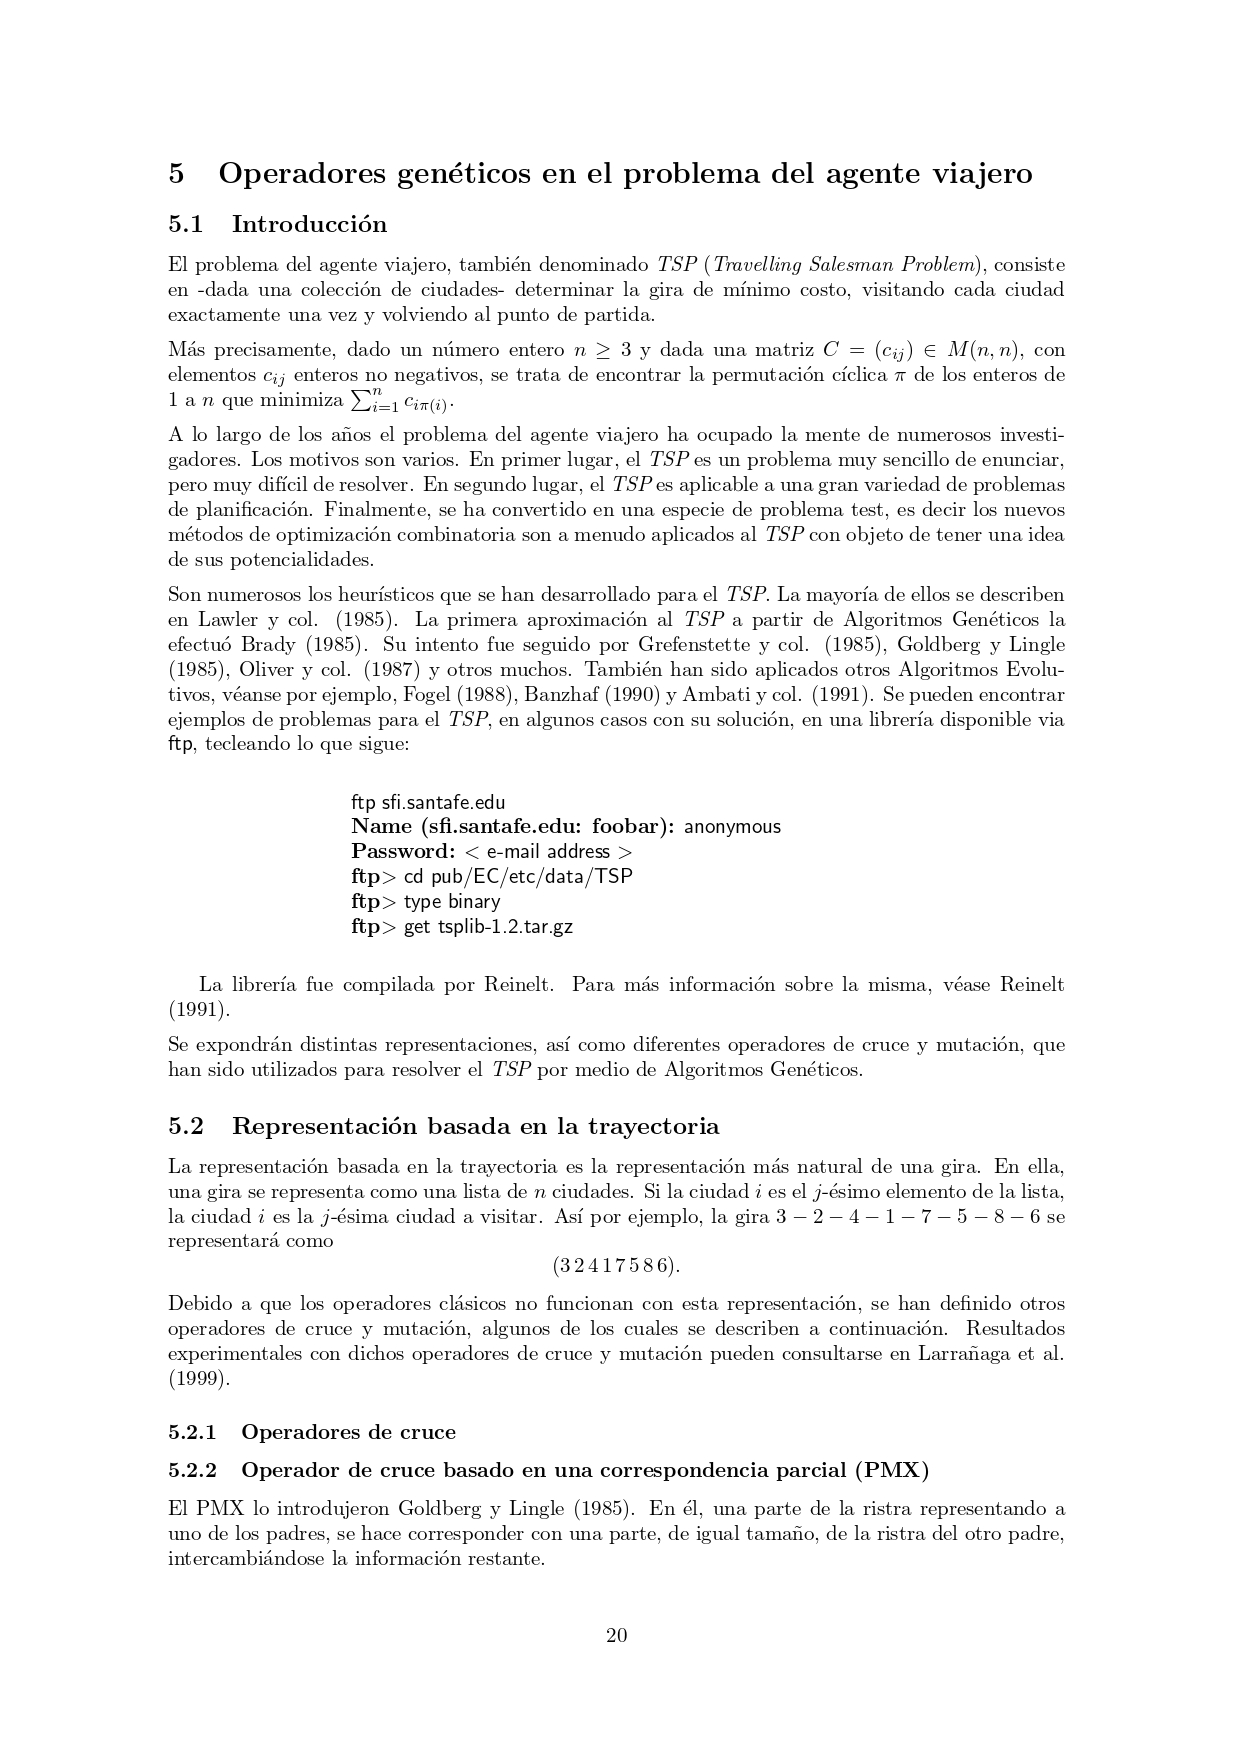 5 Operadores genéticos en el problema del agente viajero
5.1 Introducción
El problema del agente viajero, también denominado TSP (Travelling Salesman Problem), consiste
en -dada una colección de ciudades- determinar la gira de mínimo costo, visitando cada ciudad
exactamente una vez y volviendo al punto de partida.
Más precisamente, dado un número entero n ≥ 3 y dada una matriz C = (c_{ij}) ∈ M(n, n), con
elementos c_{ij} enteros no negativos, se trata de encontrar la permutación cíclica π de los enteros de
1 a n que minimiza ∑_{i=1}^{n} c_{iπ(i)}.
A lo largo de los años el problema del agente viajero ha ocupado la mente de numerosos investi-
gadores. Los motivos son varios. En primer lugar, el TSP es un problema muy sencillo de enunciar,
pero muy difícil de resolver. En segundo lugar, el TSP es aplicable a una gran variedad de problemas
de planificación. Finalmente, se ha convertido en una especie de problema test, es decir los nuevos
métodos de optimización combinatoria son a menudo aplicados al TSP con objeto de tener una idea
de sus potencialidades.
Son numerosos los heurísticos que se han desarrollado para el TSP. La mayoría de ellos se describen
en Lawler y col. (1985). La primera aproximación al TSP a partir de Algoritmos Genéticos la
efectuó Brady (1985). Su intento fue seguido por Grefenstette y col. (1985), Goldberg y Lingle
(1985), Oliver y col. (1987) y otros muchos. También han sido aplicados otros Algoritmos Evolu-
tivos, véanse por ejemplo, Fogel (1988), Banzhaf (1990) y Ambati y col. (1991). Se pueden encontrar
ejemplos de problemas para el TSP, en algunos casos con su solución, en una librería disponible via
ftp, tecleando lo que sigue:
ftp sfi.santafe.edu
Name (sfi.santafe.edu: foobar): anonymous
Password: < e-mail address >
ftp> cd pub/EC/etc/data/TSP
ftp> type binary
ftp> get tsplib-1.2.tar.gz
La librería fue compilada por Reinelt. Para más información sobre la misma, véase Reinelt
(1991).
Se expondrán distintas representaciones, así como diferentes operadores de cruce y mutación, que
han sido utilizados para resolver el TSP por medio de Algoritmos Genéticos.
5.2 Representación basada en la trayectoria
La representación basada en la trayectoria es la representación más natural de una gira. En ella,
una gira se representa como una lista de n ciudades. Si la ciudad i es el j-ésimo elemento de la lista,
la ciudad i es la j-ésima ciudad a visitar. Así por ejemplo, la gira 3 − 2 − 4 − 1 − 7 − 5 − 8 − 6 se
representará como
(3 2 4 1 7 5 8 6).
Debido a que los operadores clásicos no funcionan con esta representación, se han definido otros
operadores de cruce y mutación, algunos de los cuales se describen a continuación. Resultados
experimentales con dichos operadores de cruce y mutación pueden consultarse en Larrañaga et al.
(1999).
5.2.1 Operadores de cruce
5.2.2 Operador de cruce basado en una correspondencia parcial (PMX)
El PMX lo introdujeron Goldberg y Lingle (1985). En él, una parte de la ristra representando a
uno de los padres, se hace corresponder con una parte, de igual tamaño, de la ristra del otro padre,
intercambiándose la información restante.
20